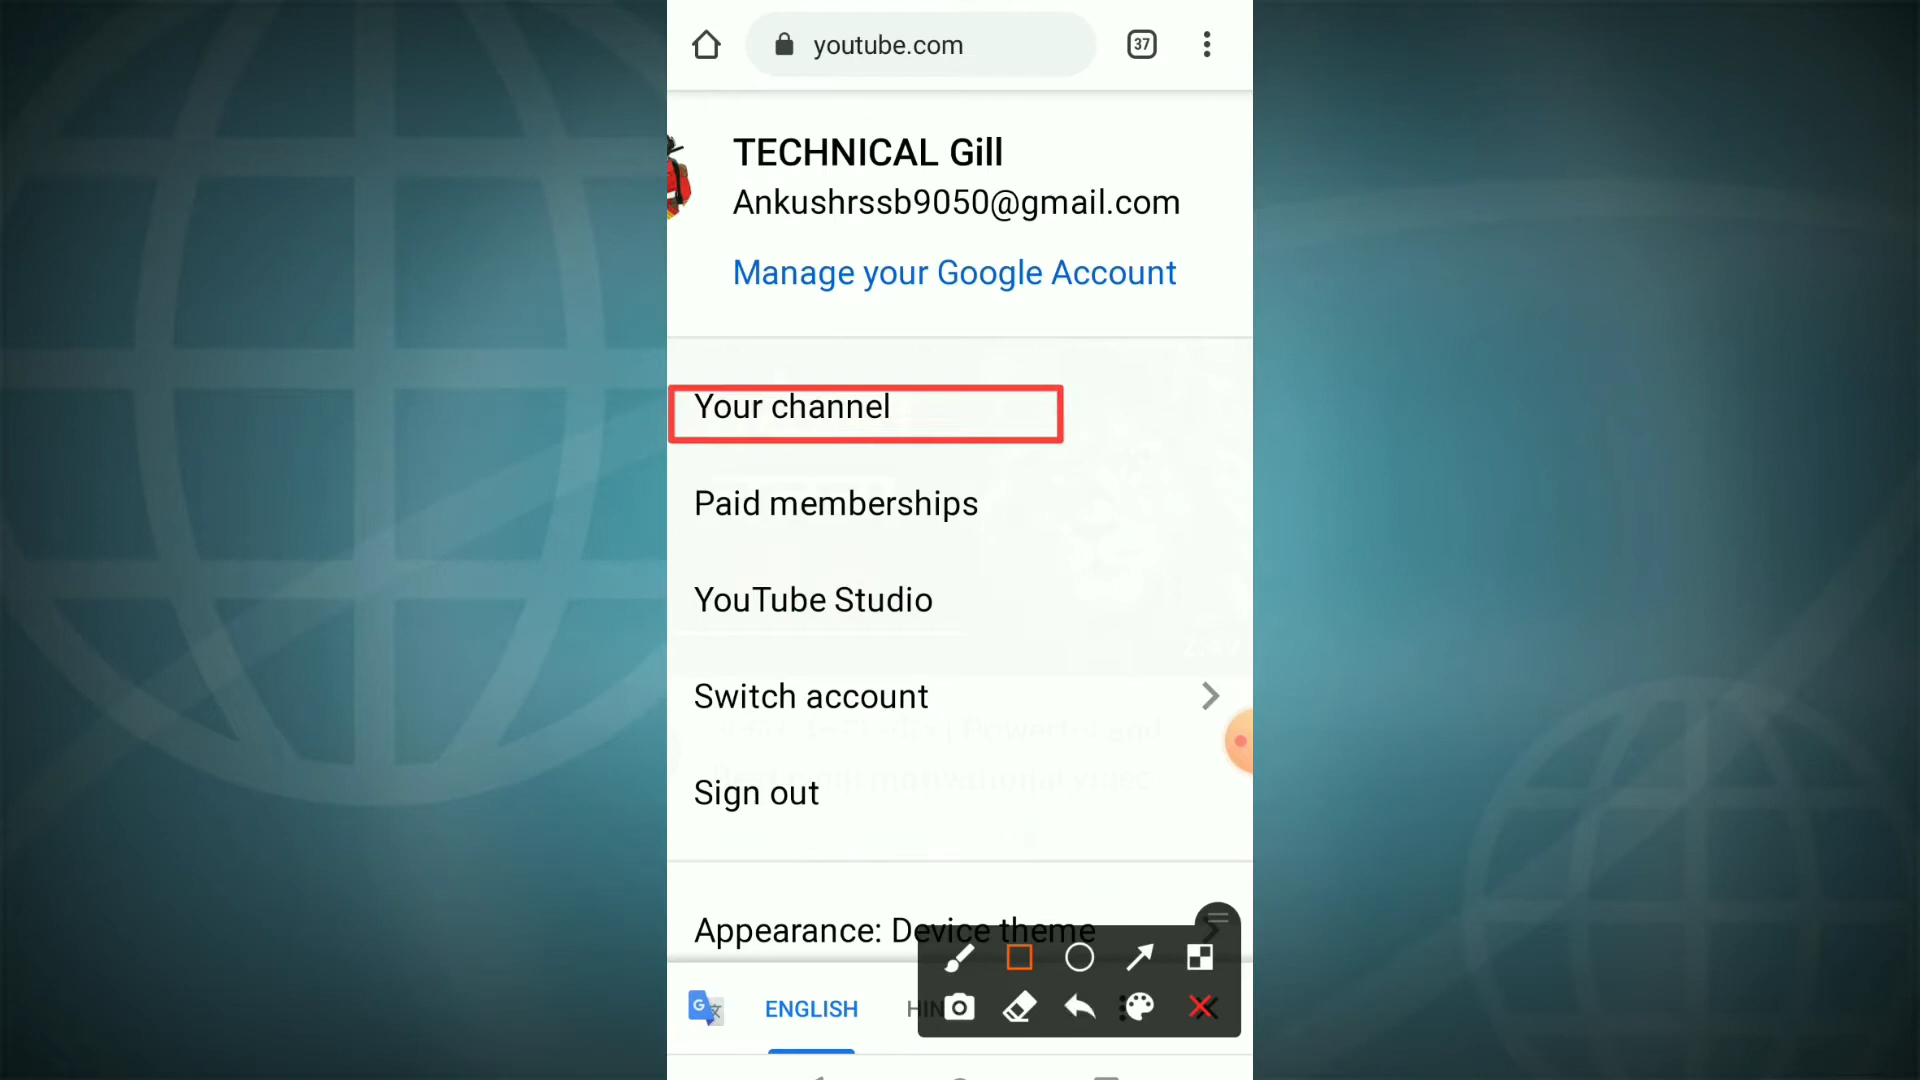 youtube.com
37
TECHNICAL Gill
Ankushrssb9050@gmail.com
Manage your Google Account
Your channel
Paid memberships
YouTube Studio
Switch account
Sign out
Appearance: Device theme
ENGLISH